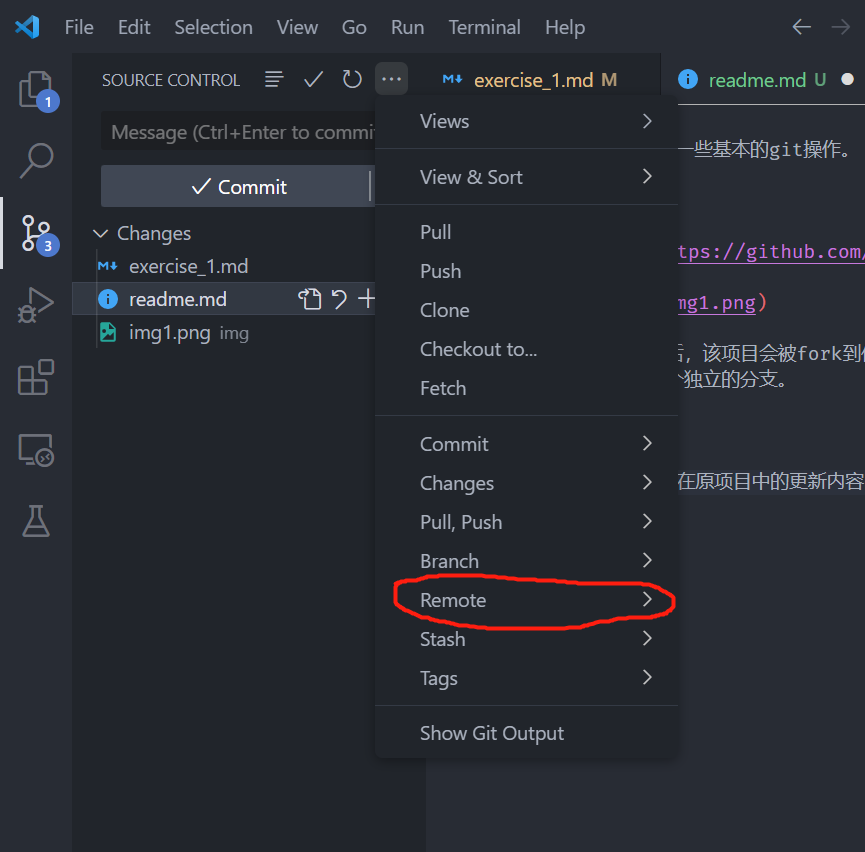 File Edit Selection View Go Run Terminal Help
SOURCE CONTROL
exercise_1.md M
readme.md U
1
3
Message (Ctrl+Enter to commi
Commit
Changes
exercise_1.md
readme.md
img1.png img
Views
View & Sort
Pull
Push
Clone
Checkout to...
Fetch
Commit
Changes
Pull, Push
Branch
Remote
Stash
Tags
Show Git Output
一些基本的git操作。
tps://github.com/
mg1.png)
，该项目会被fork到
个独立的分支。
在原项目中的更新内容